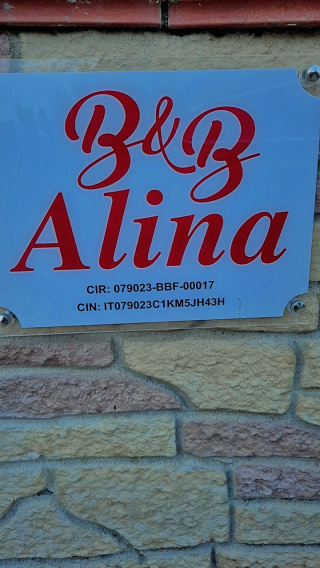 B&B
Alina
CIR: 079023-BBF-00017
CIN: IT079023C1KM5JH43H